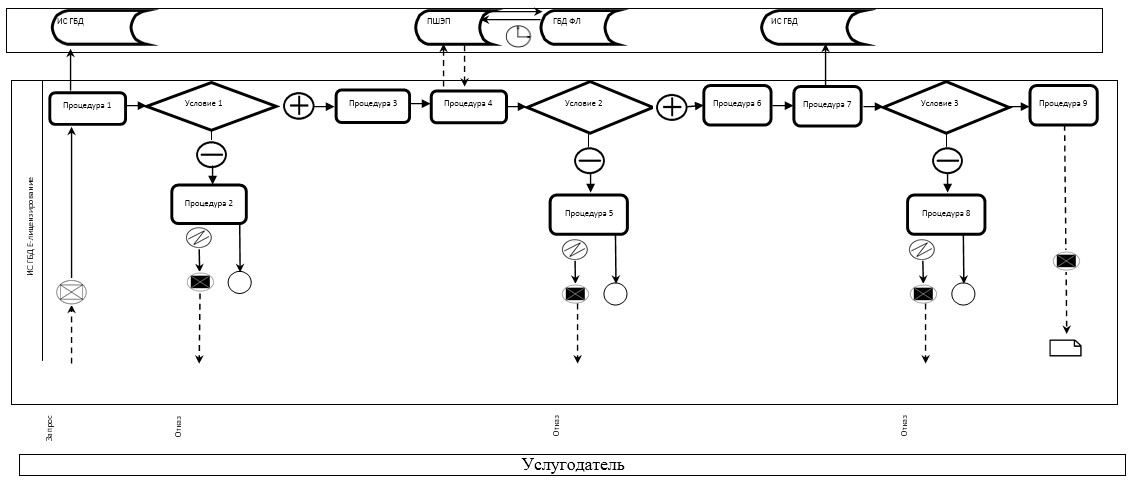 ИС ГБД
ПШЭП
ГБД ФЛ
ИС ГБД
ИС ГБД Е-лицензирование
Процедура 1
Условие 1
Процедура 3
Процедура 4
Условие 2
Процедура 6
Процедура 7
Условие 3
Процедура 9
Процедура 2
Процедура 5
Процедура 8
Запрос
Отказ
Отказ
Отказ
Услугодатель